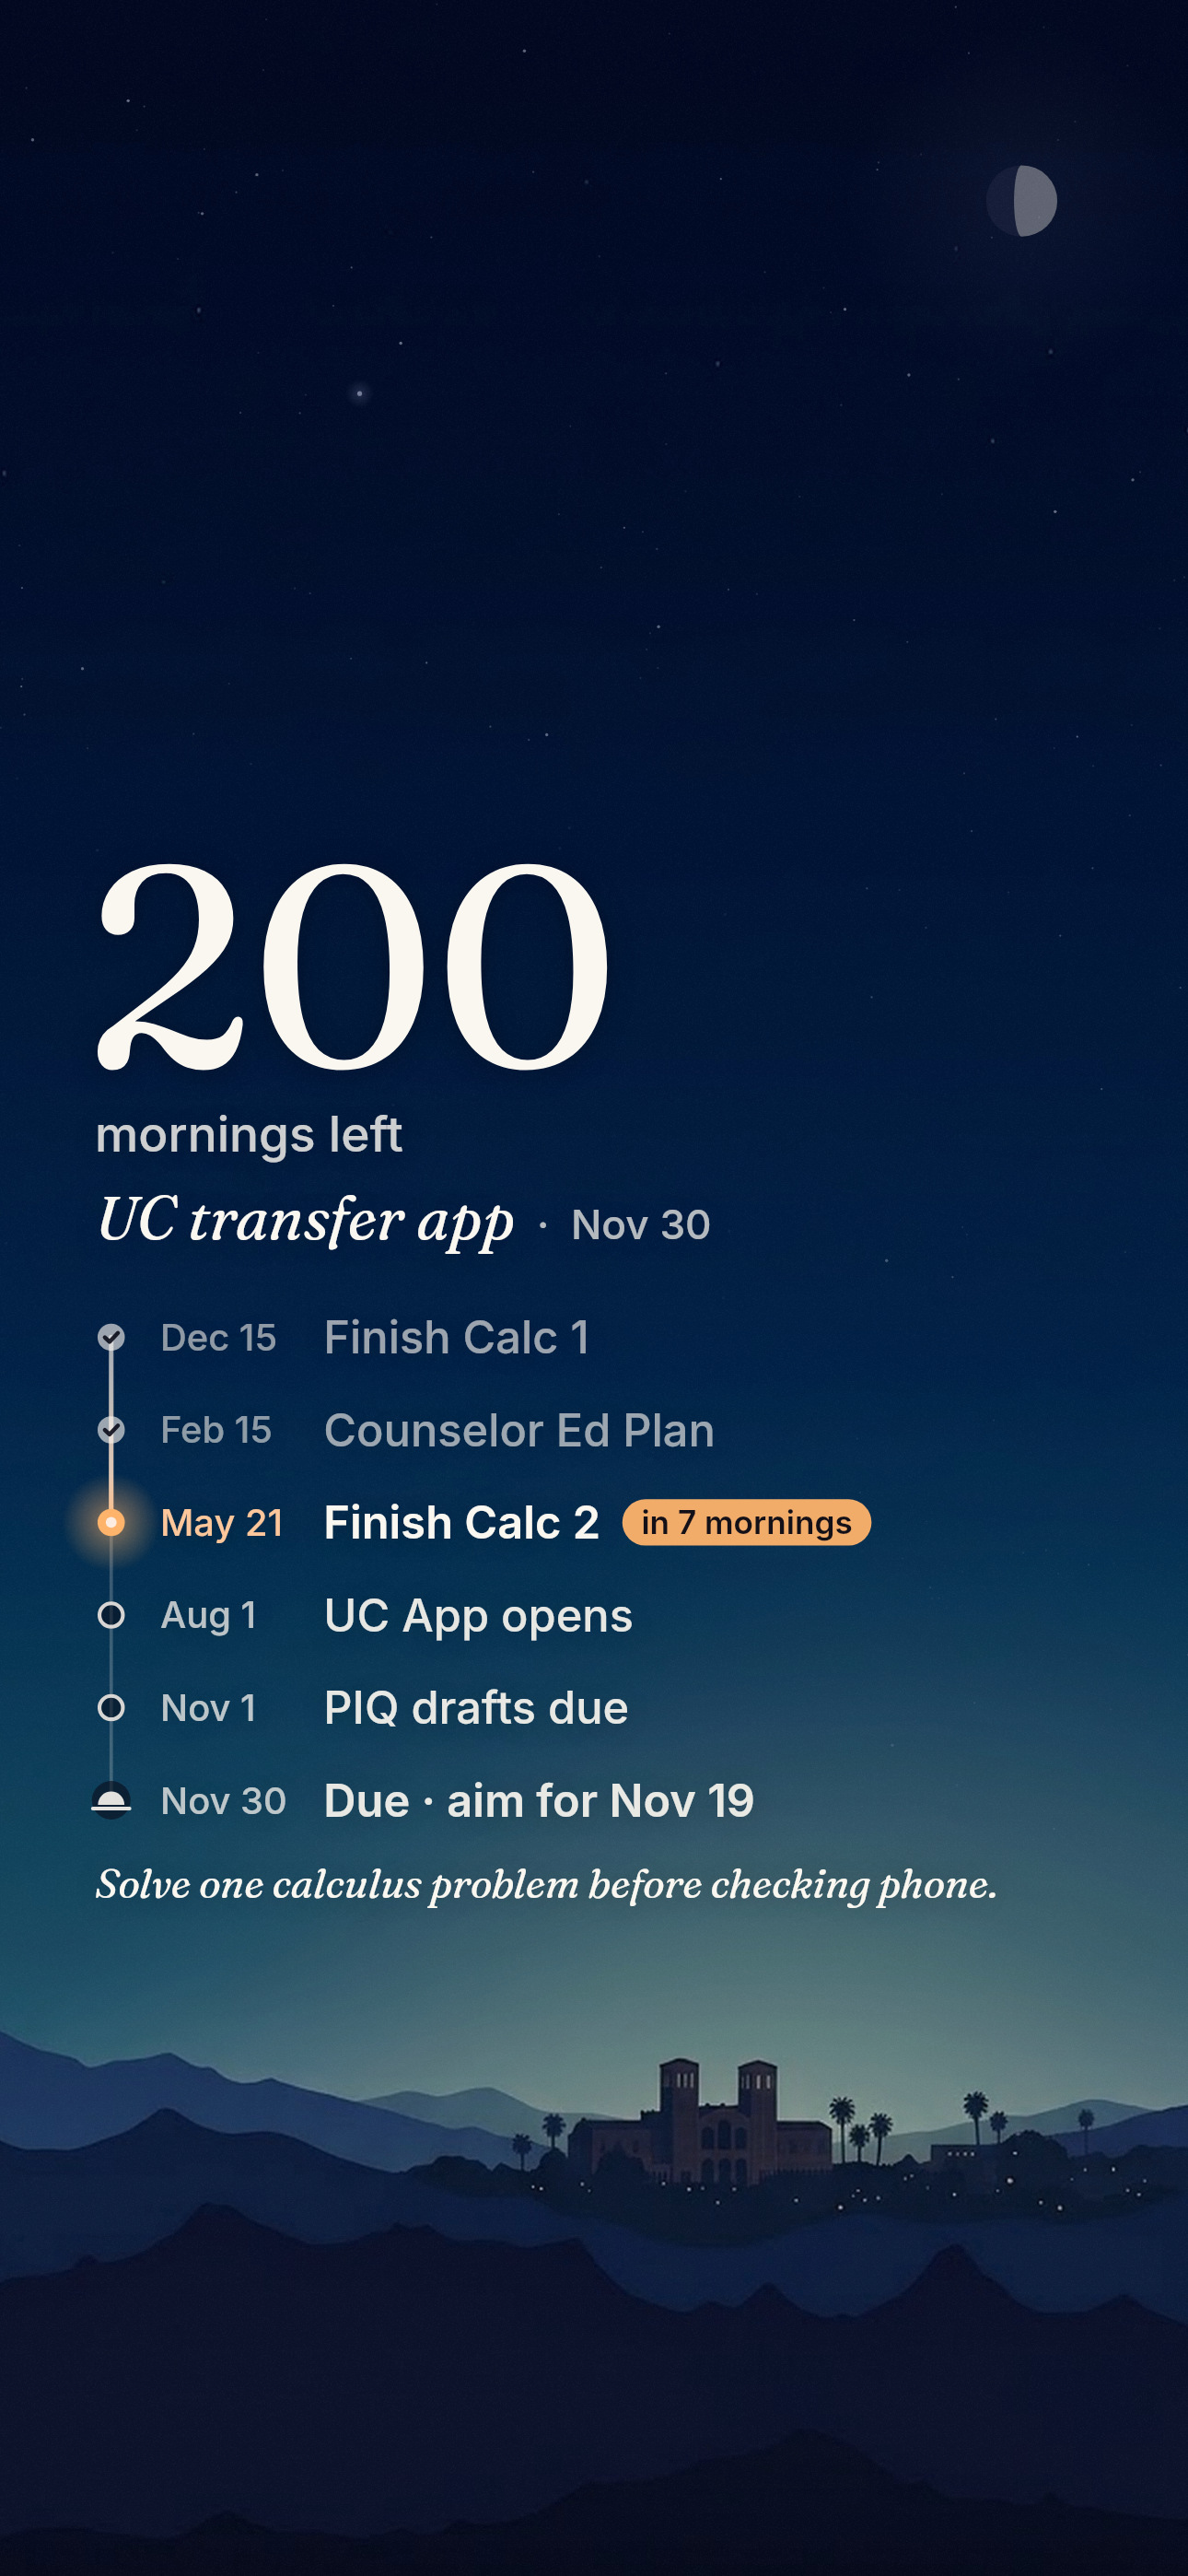 200
mornings left
UC transfer app · Nov 30
Dec 15 Finish Calc 1
Feb 15 Counselor Ed Plan
May 21 Finish Calc 2 in 7 mornings
Aug 1 UC App opens
Nov 1 PIQ drafts due
Nov 30 Due · aim for Nov 19
Solve one calculus problem before checking phone.